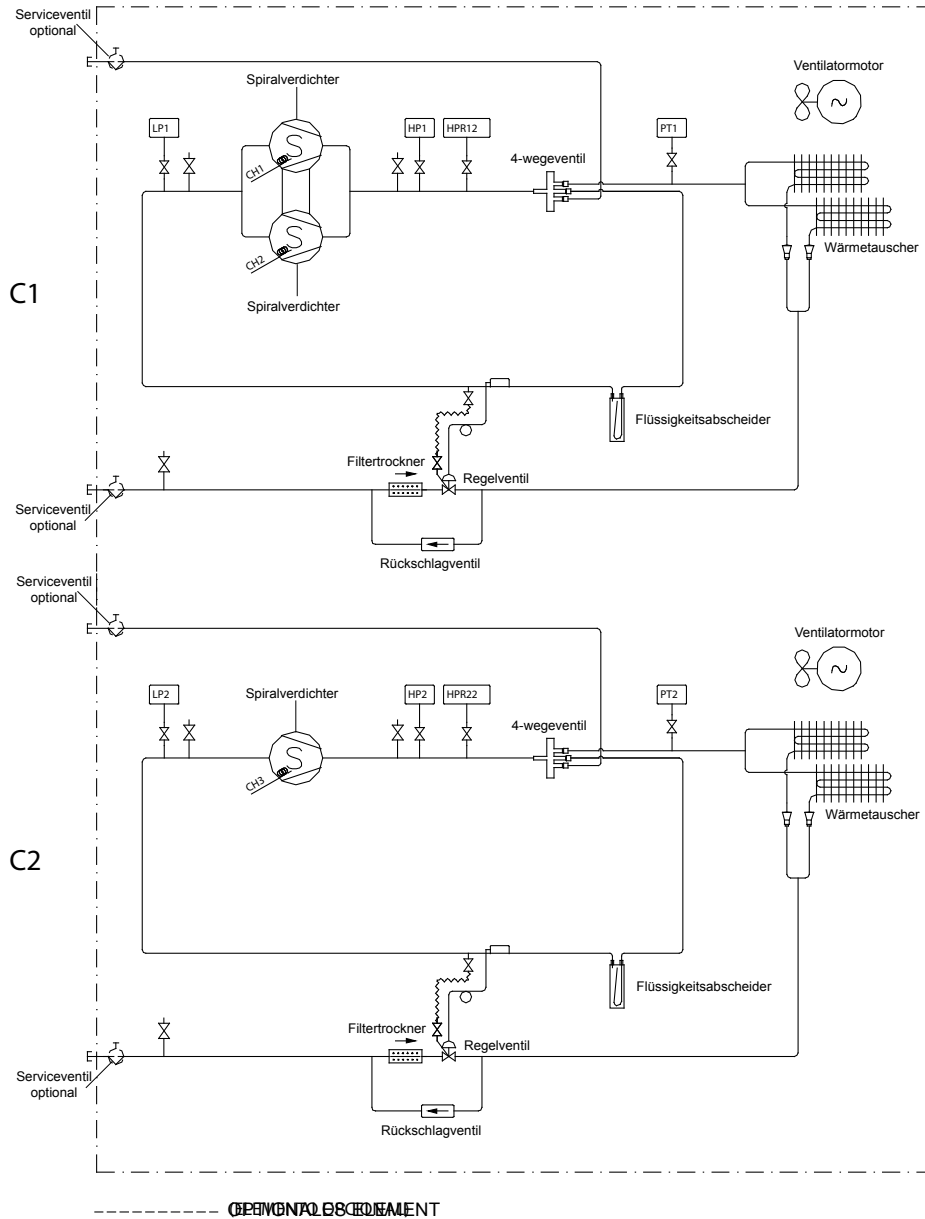 Serviceventil
optional
Spiralverdichter
Ventilatormotor
LP1
HP1
HPR12
PT1
4-wegeventil
CH1
CH2
Wärmetauscher
C1
Spiralverdichter
Flüssigkeitsabscheider
Filtertrockner
Regelventil
Serviceventil
optional
Rückschlagventil
Serviceventil
optional
Ventilatormotor
LP2
Spiralverdichter
HP2
HPR22
PT2
4-wegeventil
CH3
Wärmetauscher
C2
Flüssigkeitsabscheider
Filtertrockner
Regelventil
Serviceventil
optional
Rückschlagventil
OPTIONALES ELEMENT